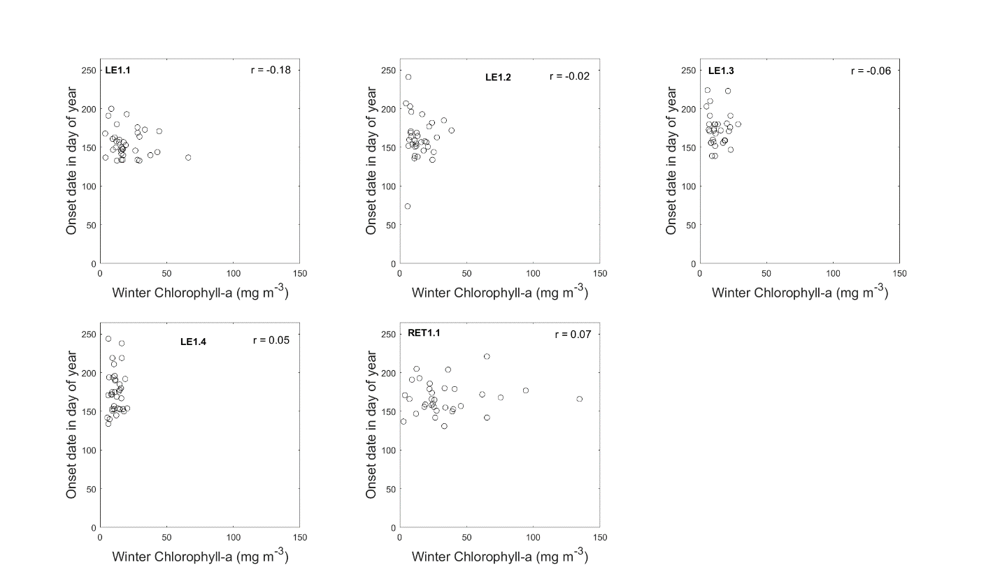 LE1.1
r = -0.18
250
200
150
100
50
0
0 50 100 150
Onset date in day of year
Winter Chlorophyll-a (mg m-3)
LE1.2
r = -0.02
250
200
150
100
50
0
0 50 100 150
Onset date in day of year
Winter Chlorophyll-a (mg m-3)
LE1.3
r = -0.06
250
200
150
100
50
0
0 50 100 150
Onset date in day of year
Winter Chlorophyll-a (mg m-3)
LE1.4
r = 0.05
250
200
150
100
50
0
0 50 100 150
Onset date in day of year
Winter Chlorophyll-a (mg m-3)
RET1.1
r = 0.07
250
200
150
100
50
0
0 50 100 150
Onset date in day of year
Winter Chlorophyll-a (mg m-3)